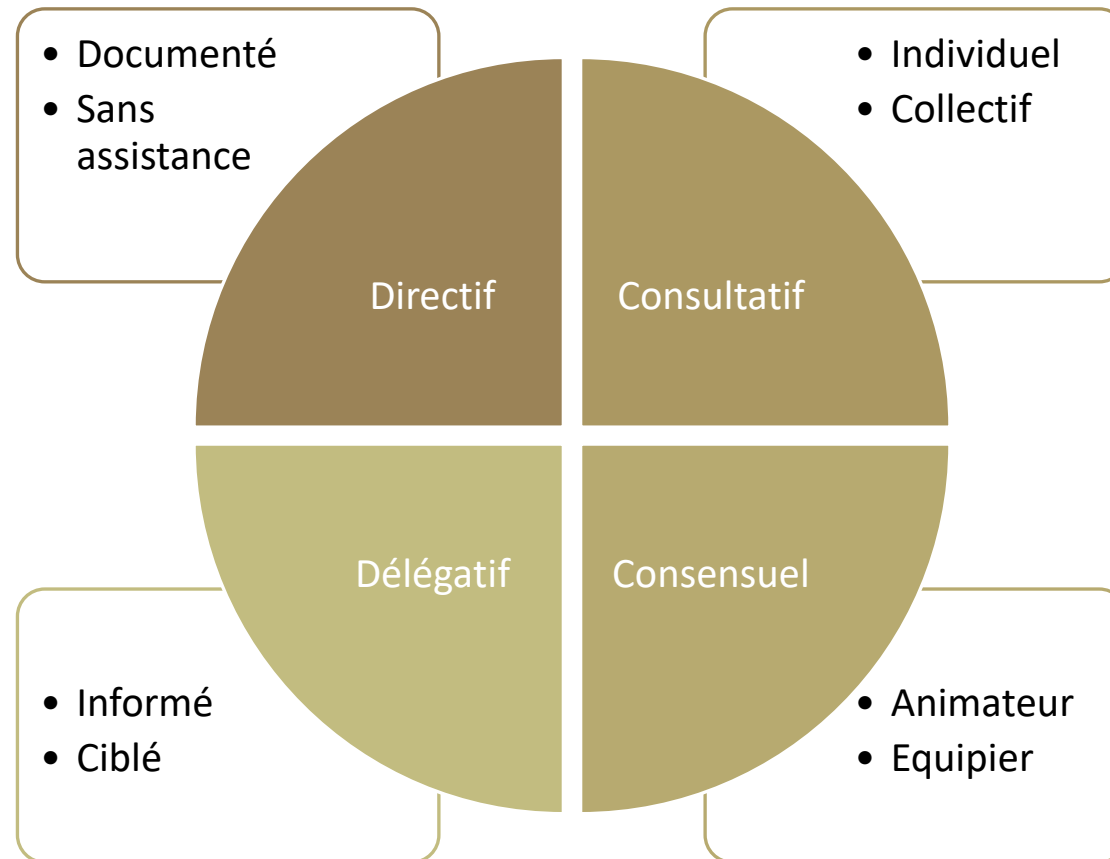 • Documenté
• Sans
assistance
• Individuel
• Collectif
Directif
Consultatif
Délégatif
Consensuel
• Informé
• Ciblé
• Animateur
• Equipier